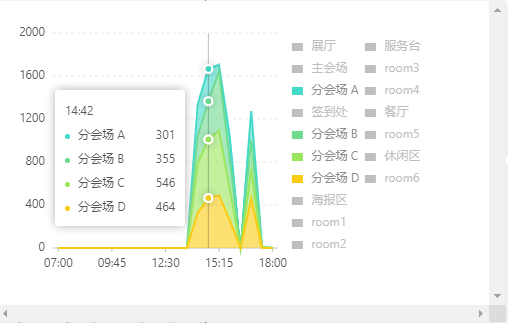 2000
1600
1200
800
400
0
07:00
09:45
12:30
15:15
18:00
14:42
分会场 A 301
分会场 B 355
分会场 C 546
分会场 D 464
展厅
主会场
分会场 A
签到处
分会场 B
分会场 C
分会场 D
海报区
room1
room2
服务台
room3
room4
餐厅
room5
休闲区
room6